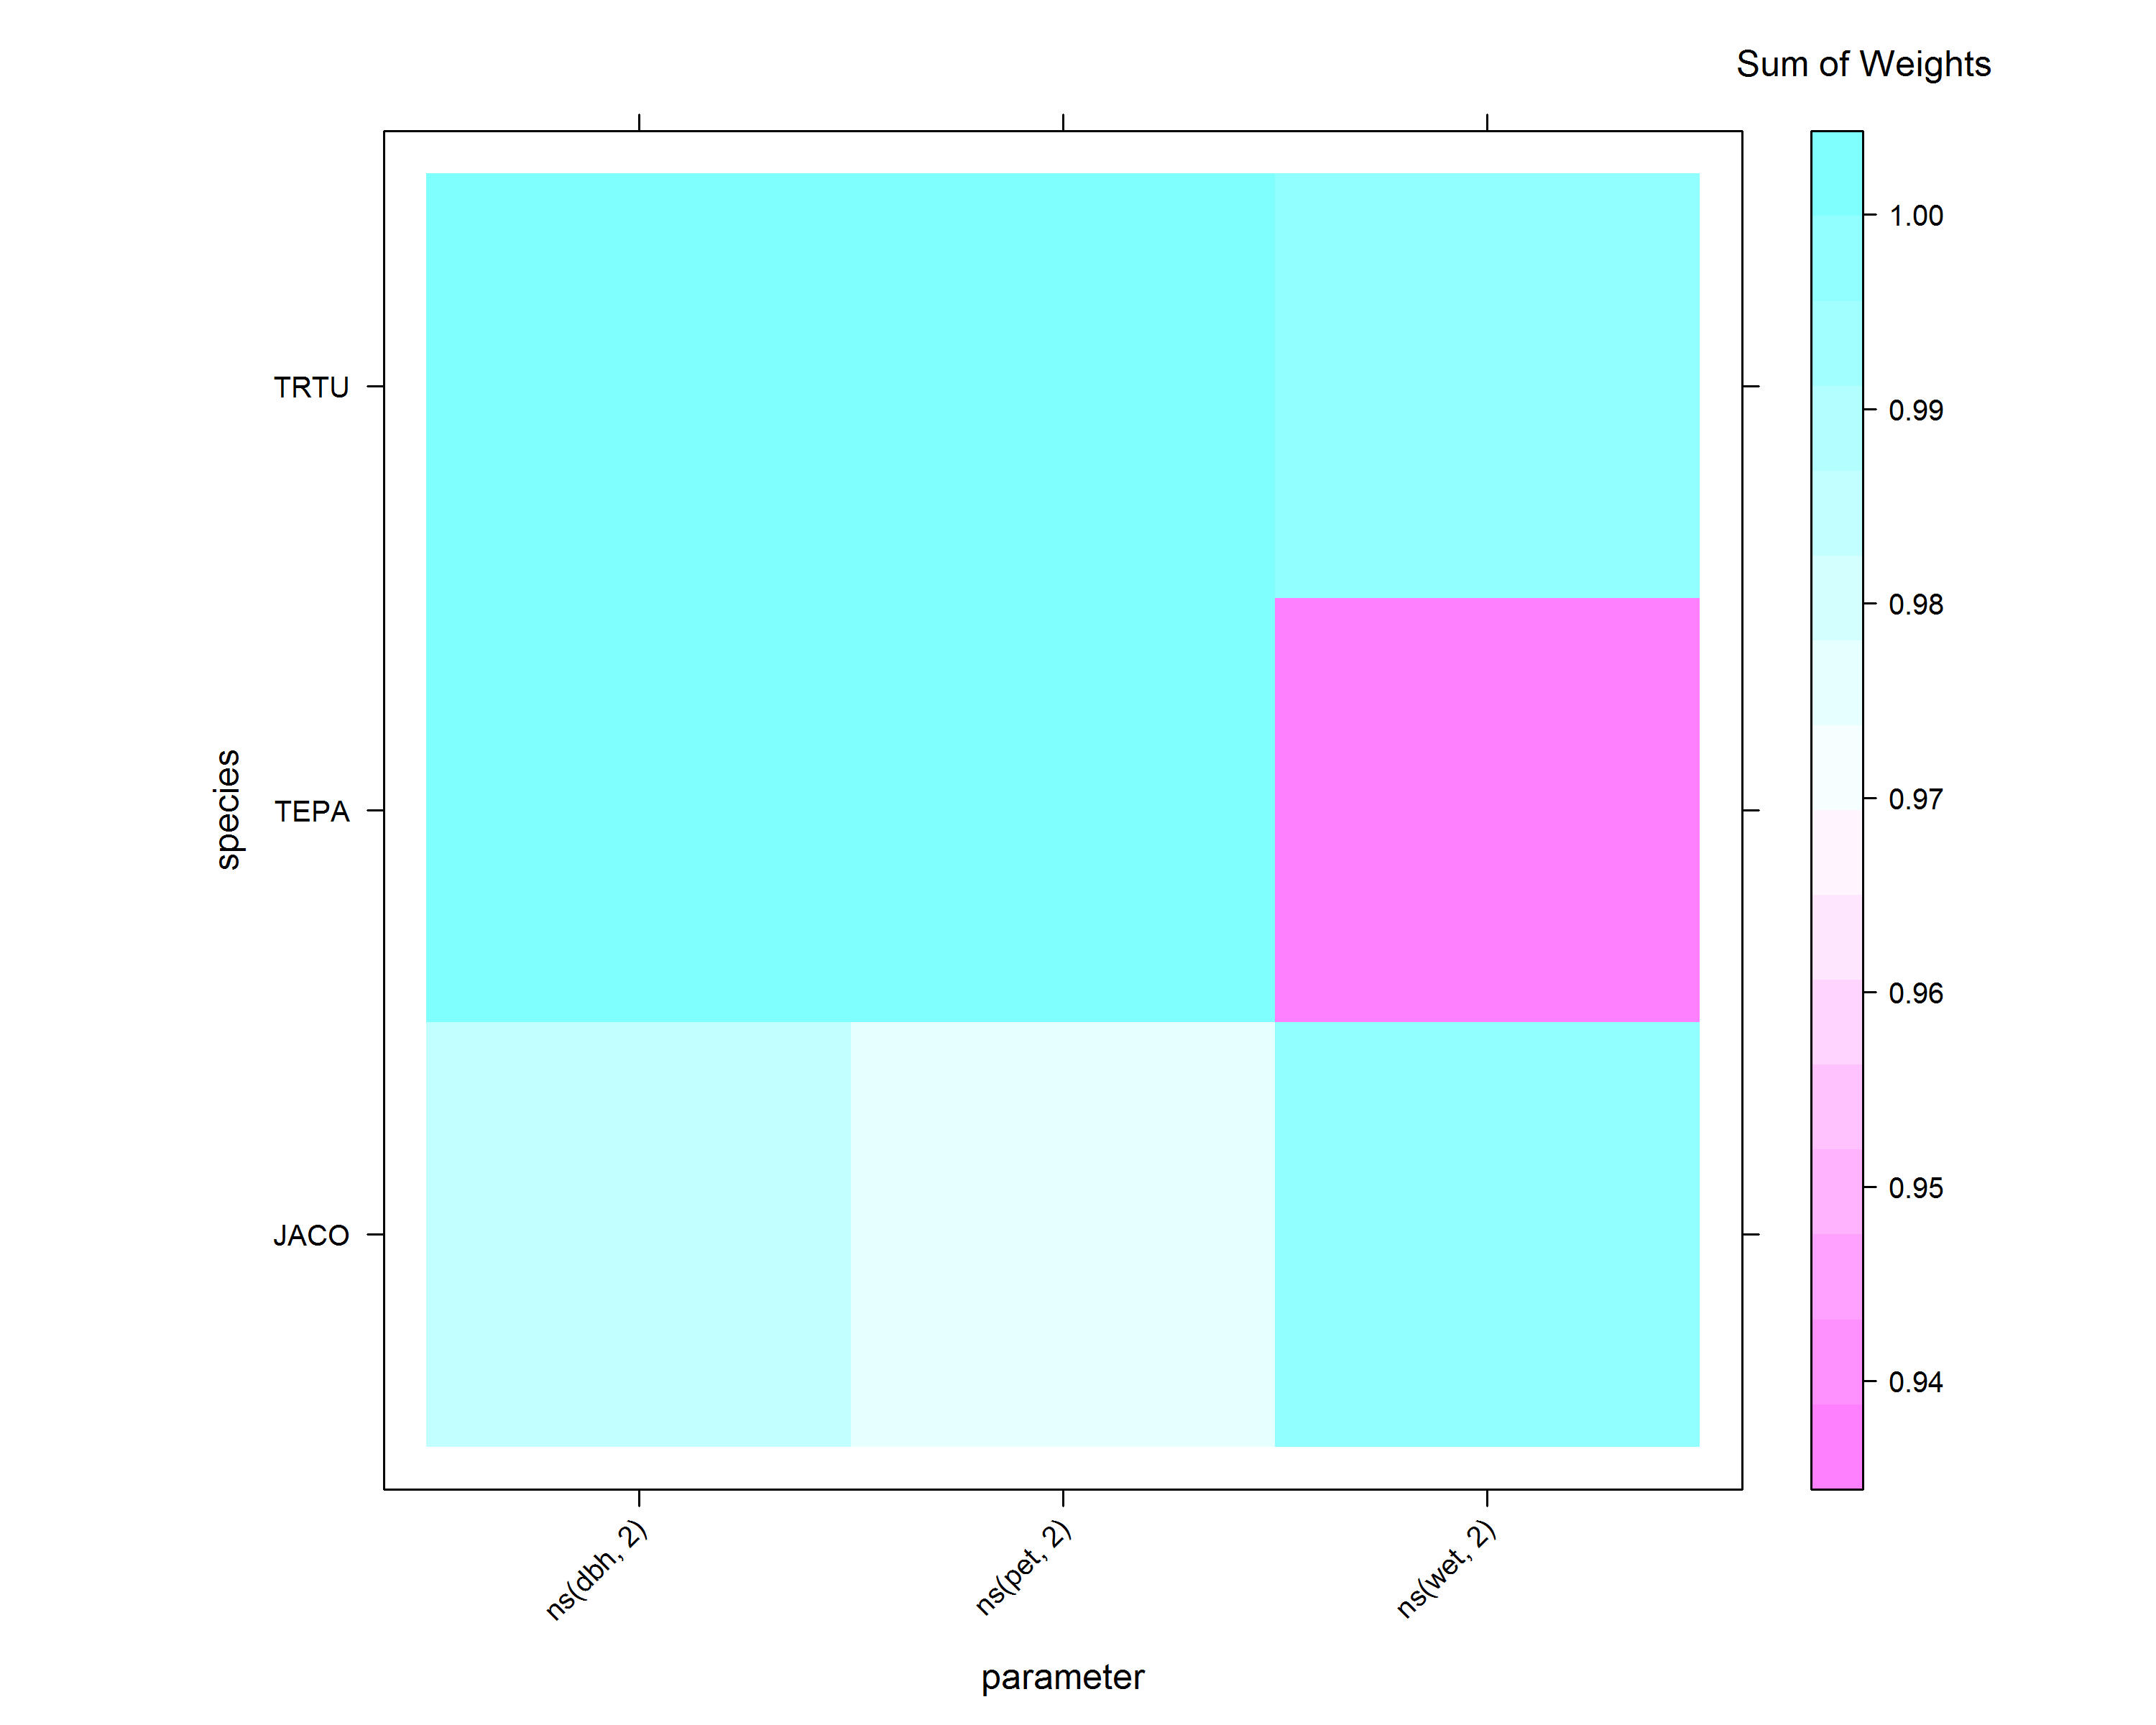 Sum of Weights
1.00
0.99
0.98
0.97
0.96
0.95
0.94
species
TRTU
TEPA
JACO
ns(dbh, 2)
ns(pet, 2)
ns(wet, 2)
parameter